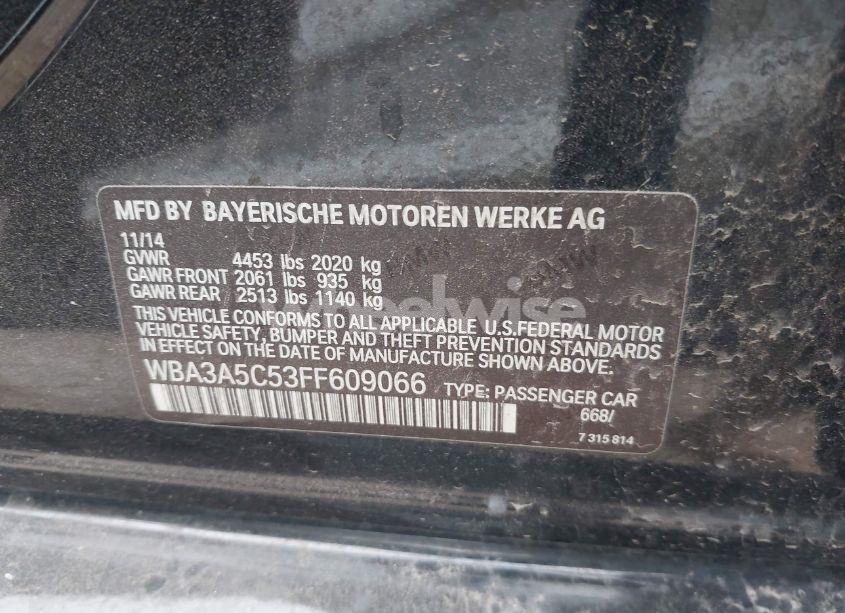 MFD BY BAYERISCHE MOTOREN WERKE AG
11/14
GVWR 4453 lbs 2020 kg
GAWR FRONT 2061 lbs 935 kg
GAWR REAR 2513 lbs 1140 kg
THIS VEHICLE CONFORMS TO ALL APPLICABLE U.S.FEDERAL MOTOR
VEHICLE SAFETY, BUMPER AND THEFT PREVENTION STANDARDS
IN EFFECT ON THE DATE OF MANUFACTURE SHOWN ABOVE.
WBA3A5C53FF609066 TYPE: PASSENGER CAR
668/
7 315 814